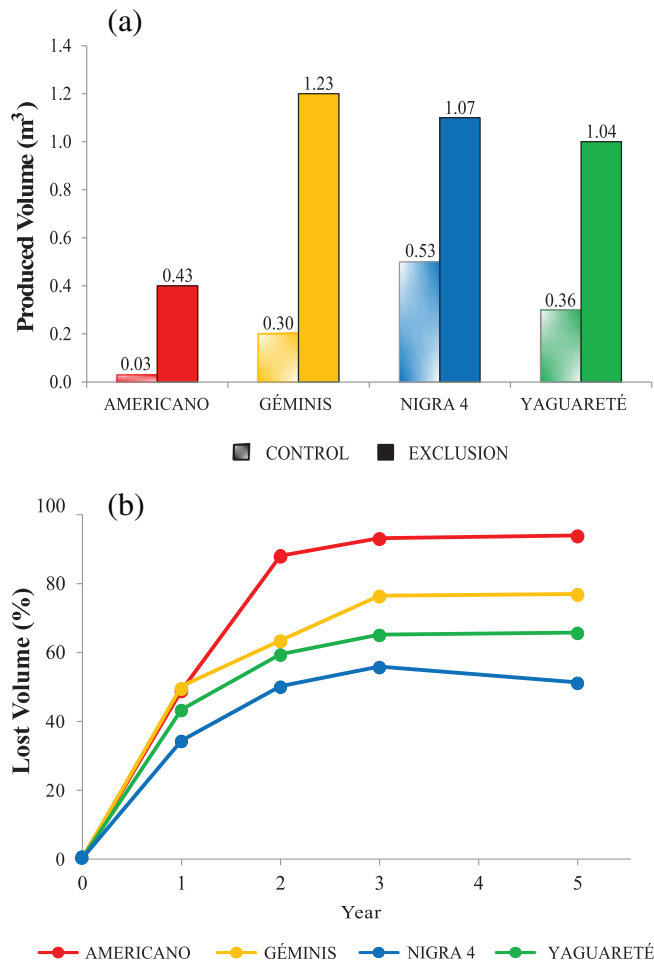 (a)
Produced Volume (m³)
1.4
1.2
1.0
0.8
0.6
0.4
0.2
0.0
0.03
0.43
0.30
1.23
0.53
1.07
0.36
1.04
AMERICANO GÉMINIS NIGRA 4 YAGUARETÉ
CONTROL EXCLUSION
(b)
Lost Volume (%)
100
80
60
40
20
0
0 1 2 3 4 5
Year
AMERICANO GÉMINIS NIGRA 4 YAGUARETÉ